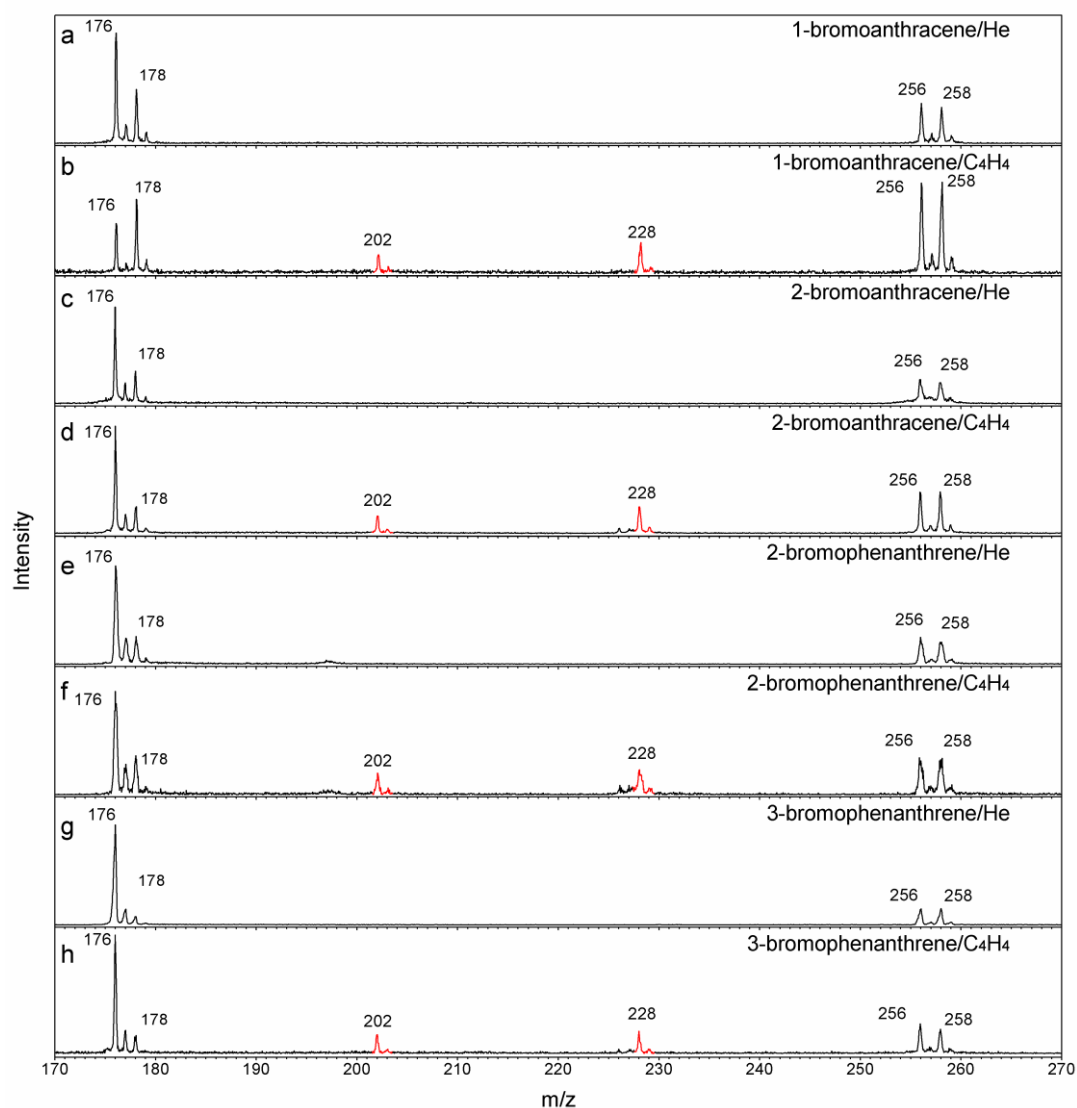 a 176 178 256 258 1-bromoanthracene/He
b 176 178 202 228 256 258 1-bromoanthracene/C₄H₄
c 176 178 256 258 2-bromoanthracene/He
d 176 178 202 228 256 258 2-bromoanthracene/C₄H₄
e 176 178 256 258 2-bromophenanthrene/He
f 176 178 202 228 256 258 2-bromophenanthrene/C₄H₄
g 176 178 256 258 3-bromophenanthrene/He
h 176 178 202 228 256 258 3-bromophenanthrene/C₄H₄
Intensity
170 180 190 200 210 220 230 240 250 260 270
m/z